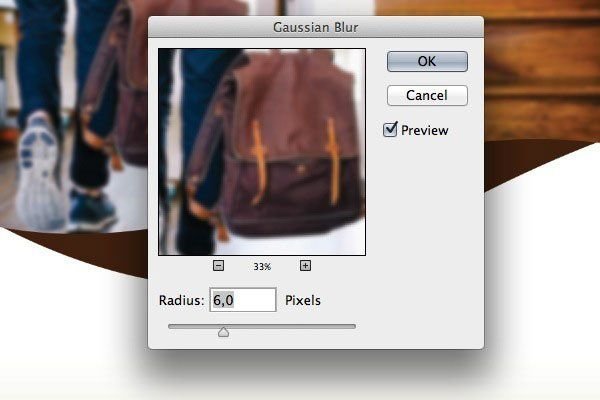 Gaussian Blur
OK
Cancel
Preview
33%
Radius: 6,0 Pixels